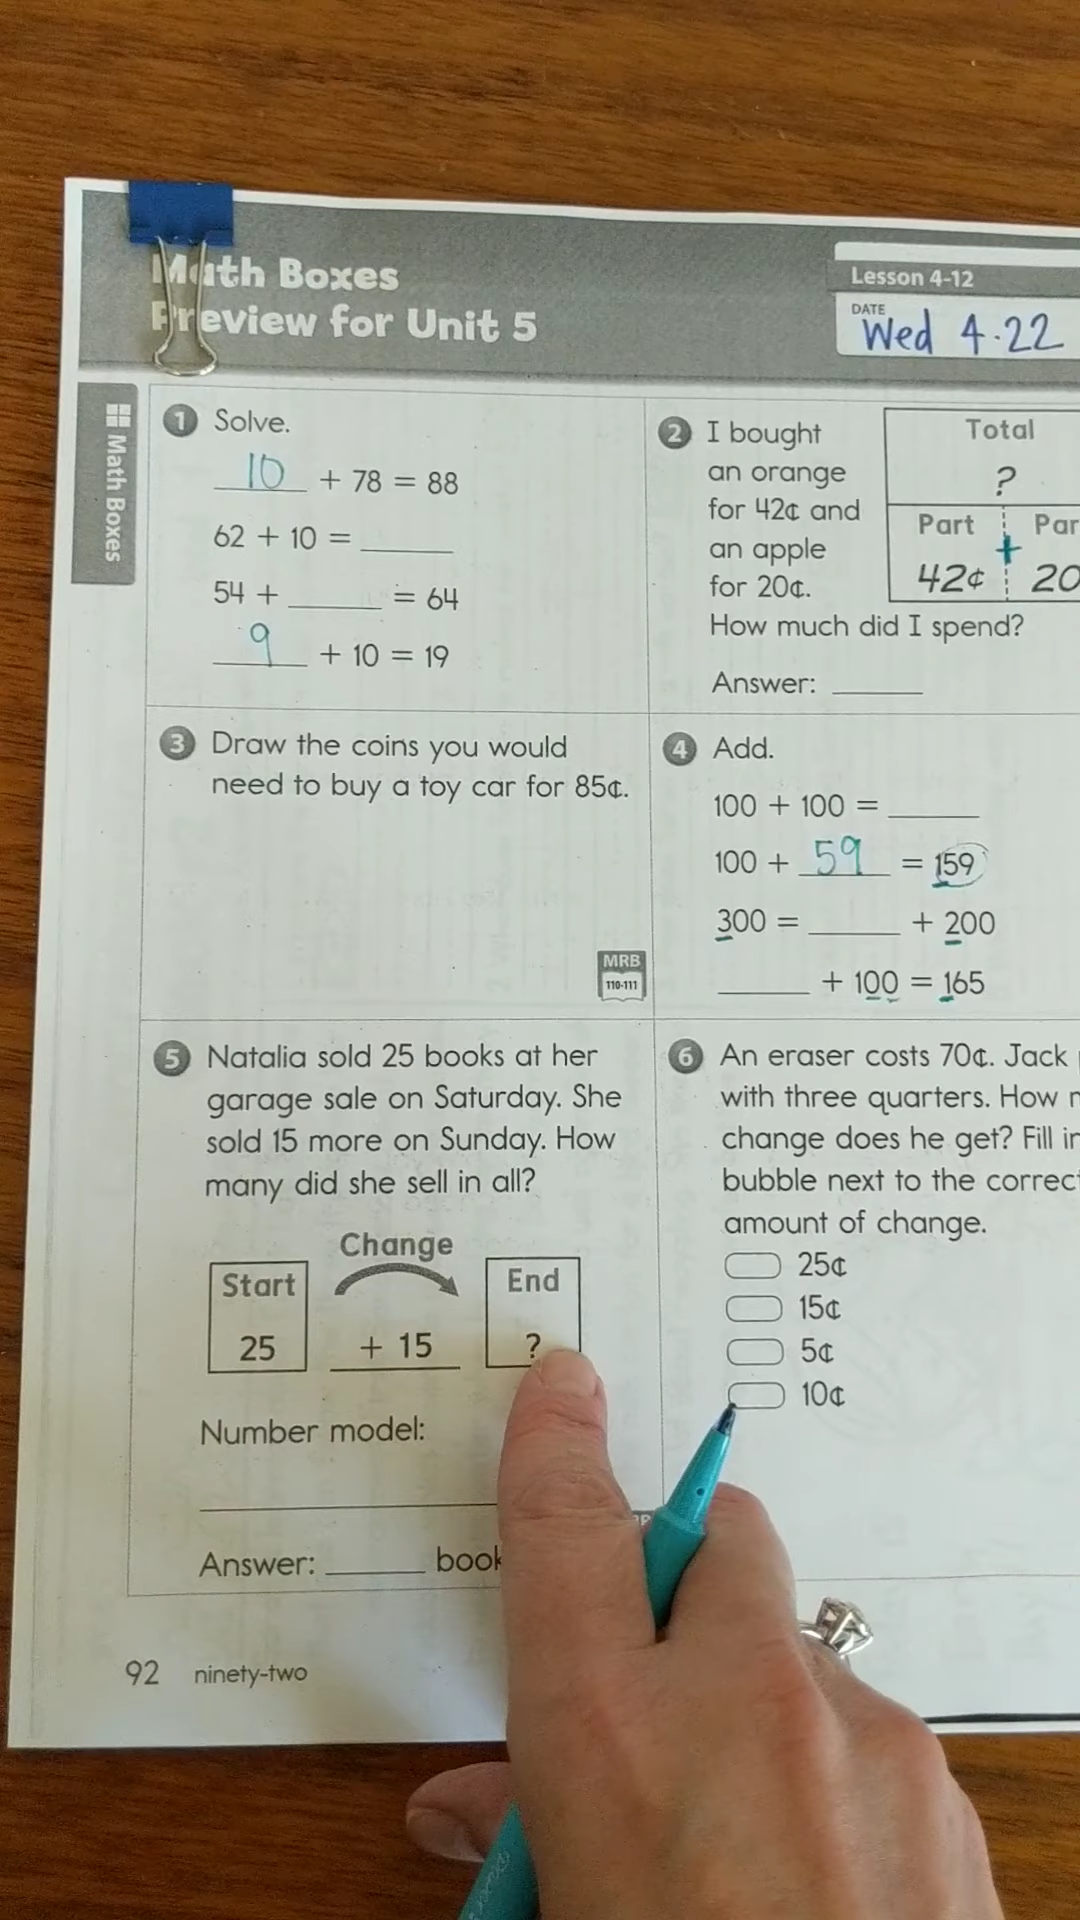 Math Boxes
Preview for Unit 5
Lesson 4-12
DATE
Wed 4.22
Math Boxes
1 Solve.
10 + 78 = 88
62 + 10 = ____
54 + ____ = 64
9 + 10 = 19
2 I bought
an orange
for 42¢ and
an apple
for 20¢.
How much did I spend?
Total
?
Part
42¢
+
20
Answer: ____
3 Draw the coins you would
need to buy a toy car for 85¢.
MRB
110-111
4 Add.
100 + 100 = ____
100 + 59 = 159
300 = ____ + 200
____ + 100 = 165
5 Natalia sold 25 books at her
garage sale on Saturday. She
sold 15 more on Sunday. How
many did she sell in all?
Change
Start
25
+ 15
End
?
Number model:
Answer: ____
6 An eraser costs 70¢. Jack
with three quarters. How
change does he get? Fill
bubble next to the
amount of change.
25¢
15¢
5¢
10¢
92 ninety-two